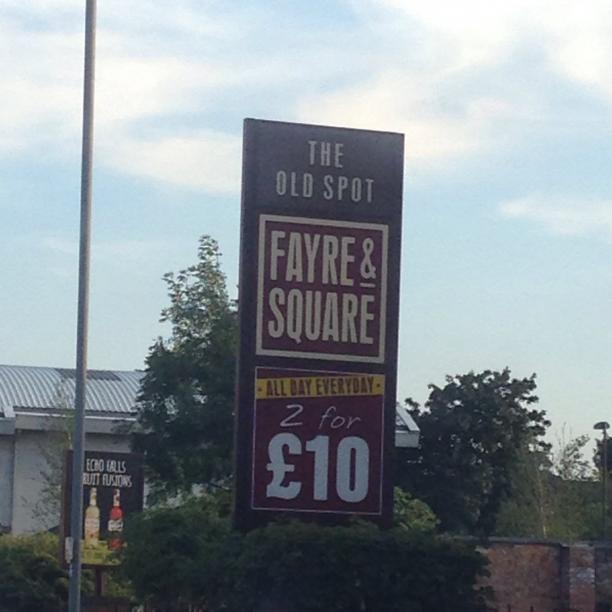 THE
OLD SPOT
FAYRE &
SQUARE
- ALL DAY EVERYDAY -
2 for
£10
ECHO FALLS
FRUIT FUSIONS